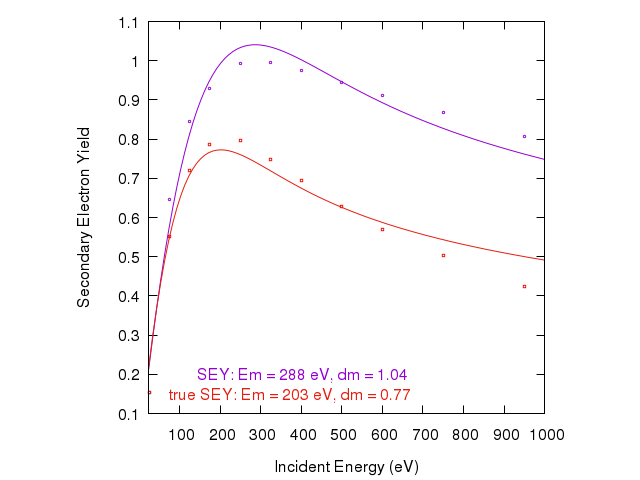 1.1
1
0.9
0.8
0.7
0.6
0.5
0.4
0.3
0.2
0.1
Secondary Electron Yield
SEY: Em = 288 eV, dm = 1.04
true SEY: Em = 203 eV, dm = 0.77
100 200 300 400 500 600 700 800 900 1000
Incident Energy (eV)